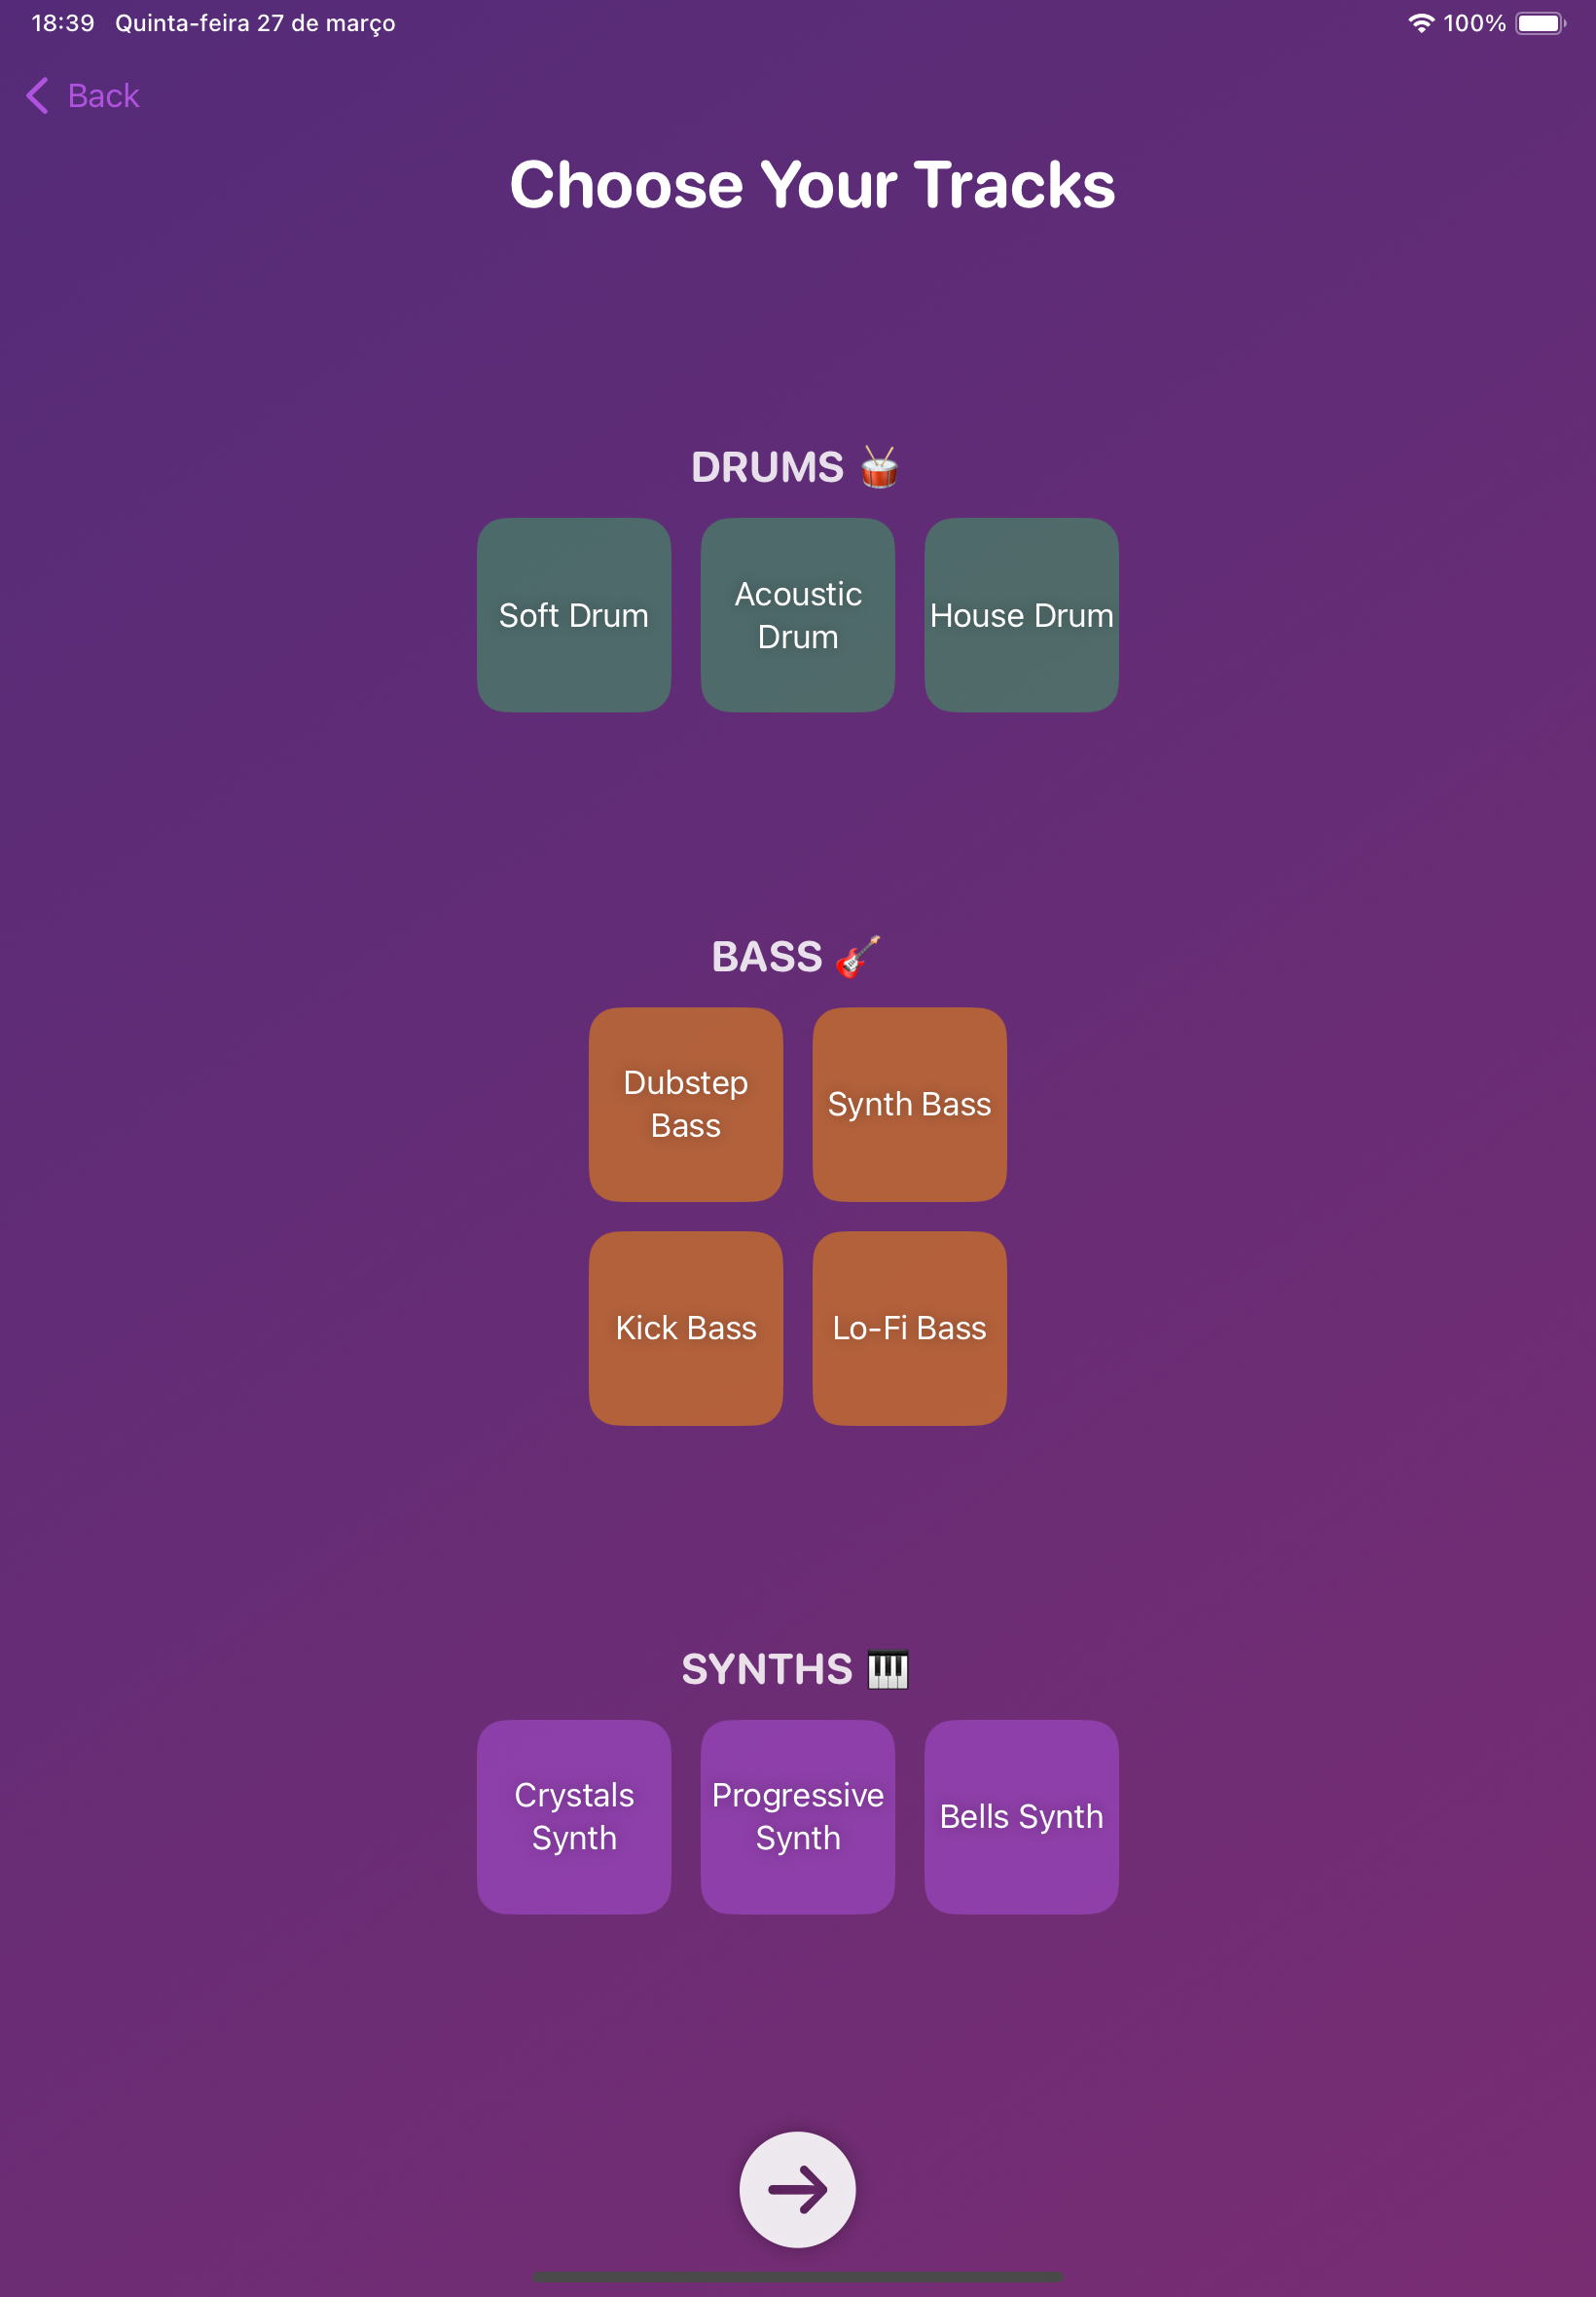 18:39 Quinta-feira 27 de março
100%
Back
Choose Your Tracks
DRUMS 🥁
Soft Drum
Acoustic
Drum
House Drum
BASS 🎸
Dubstep
Bass
Synth Bass
Kick Bass
Lo-Fi Bass
SYNTHS 🎹
Crystals
Synth
Progressive
Synth
Bells Synth